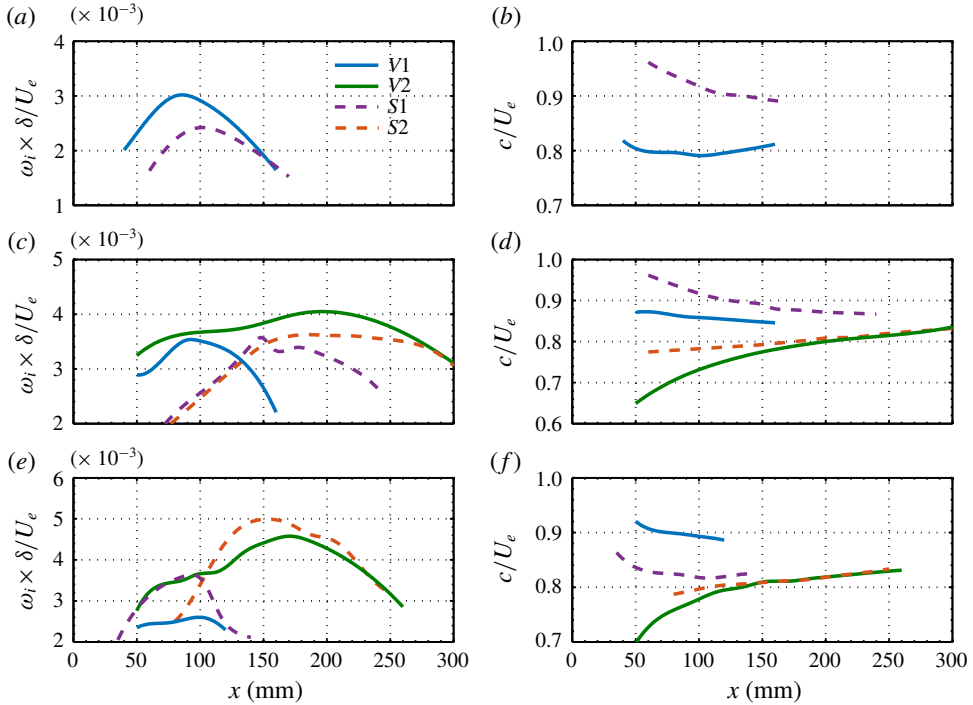 (a) (× 10⁻³) (b)
4 1.0
3 0.9
2 0.8
1 0.7
ωᵢ × δ/Uₑ c/Uₑ
V1
V2
S1
S2
(c) (× 10⁻³) (d)
5 1.0
4 0.9
3 0.8
2 0.7
0.6
ωᵢ × δ/Uₑ c/Uₑ
(e) (× 10⁻³) (f)
6 1.0
5 0.9
4 0.8
3 0.7
2
ωᵢ × δ/Uₑ c/Uₑ
0 50 100 150 200 250 300 0 50 100 150 200 250 300
x (mm) x (mm)